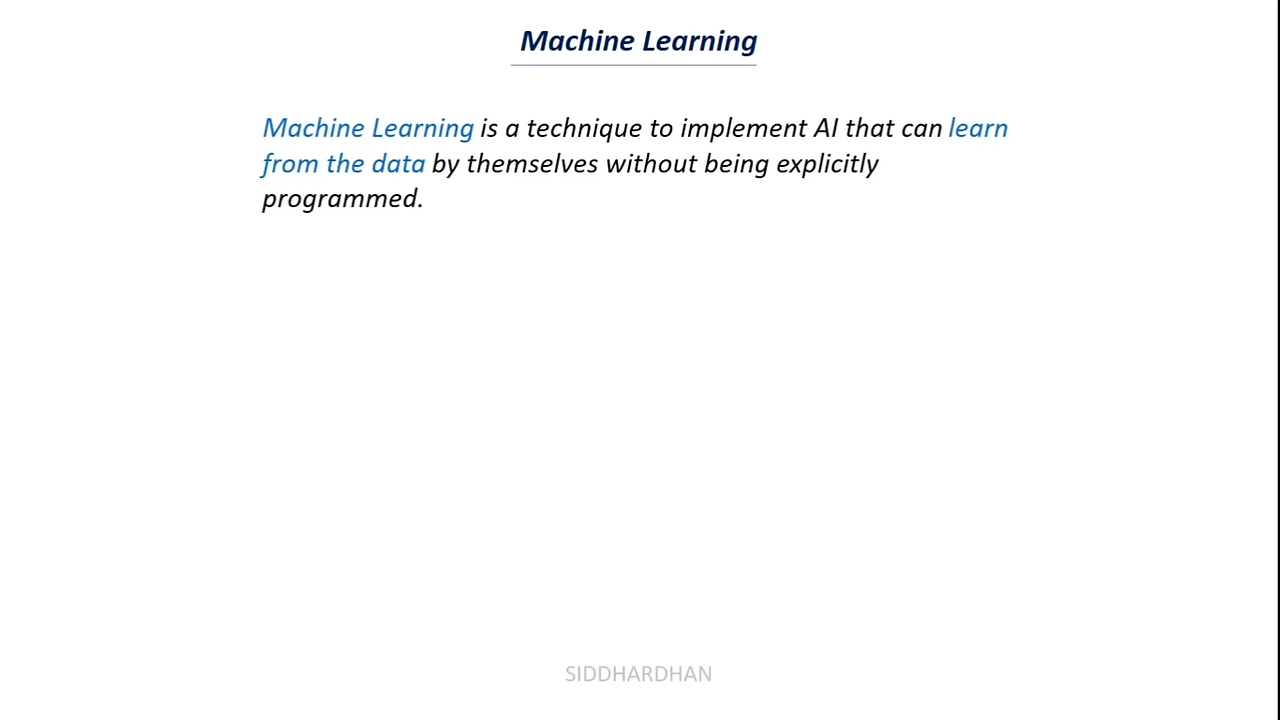 Machine Learning
Machine Learning is a technique to implement AI that can learn
from the data by themselves without being explicitly
programmed.
SIDDHARDHAN